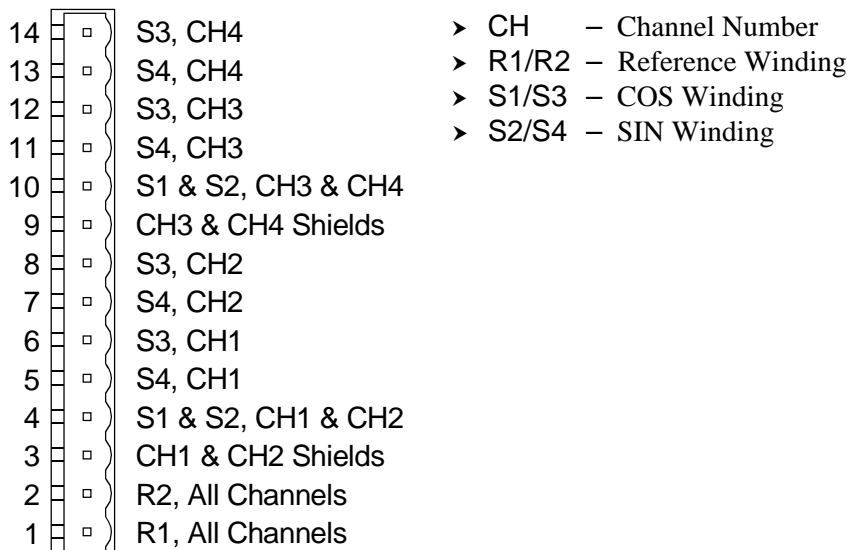 14 S3, CH4
13 S4, CH4
12 S3, CH3
11 S4, CH3
10 S1 & S2, CH3 & CH4
9 CH3 & CH4 Shields
8 S3, CH2
7 S4, CH2
6 S3, CH1
5 S4, CH1
4 S1 & S2, CH1 & CH2
3 CH1 & CH2 Shields
2 R2, All Channels
1 R1, All Channels
➤ CH – Channel Number
➤ R1/R2 – Reference Winding
➤ S1/S3 – COS Winding
➤ S2/S4 – SIN Winding